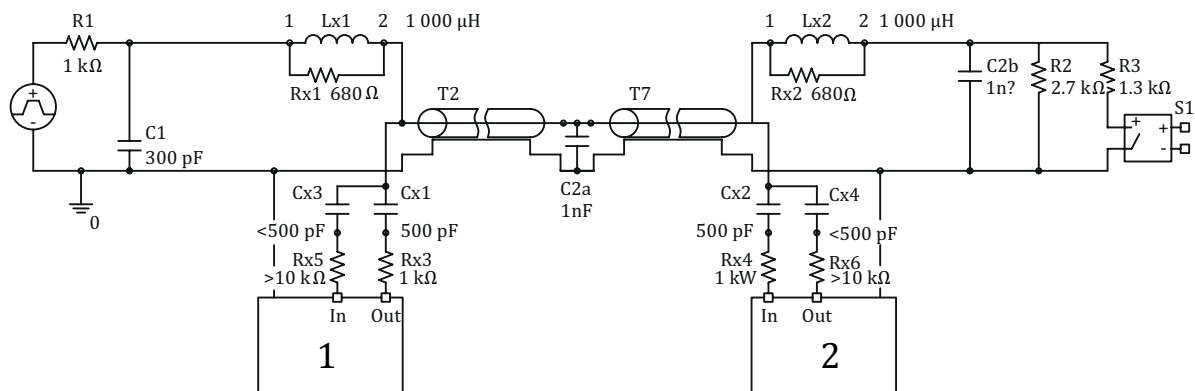 R1
1 Lx1 2 1 000 µH
1 Lx2 2 1 000 µH
1 kΩ
Rx1 680 Ω
Rx2 680Ω
C2b
1n?
R2
2.7 kΩ
R3
1.3 kΩ
T2
T7
S1
+
-
C1
300 pF
+
+
-
C2a
1nF
0
Cx3
Cx1
Cx2
Cx4
<500 pF
500 pF
500 pF
<500 pF
Rx5
>10 kΩ
Rx3
1 kΩ
Rx4
1 kW
Rx6
>10 kΩ
In
Out
In
Out
1
2